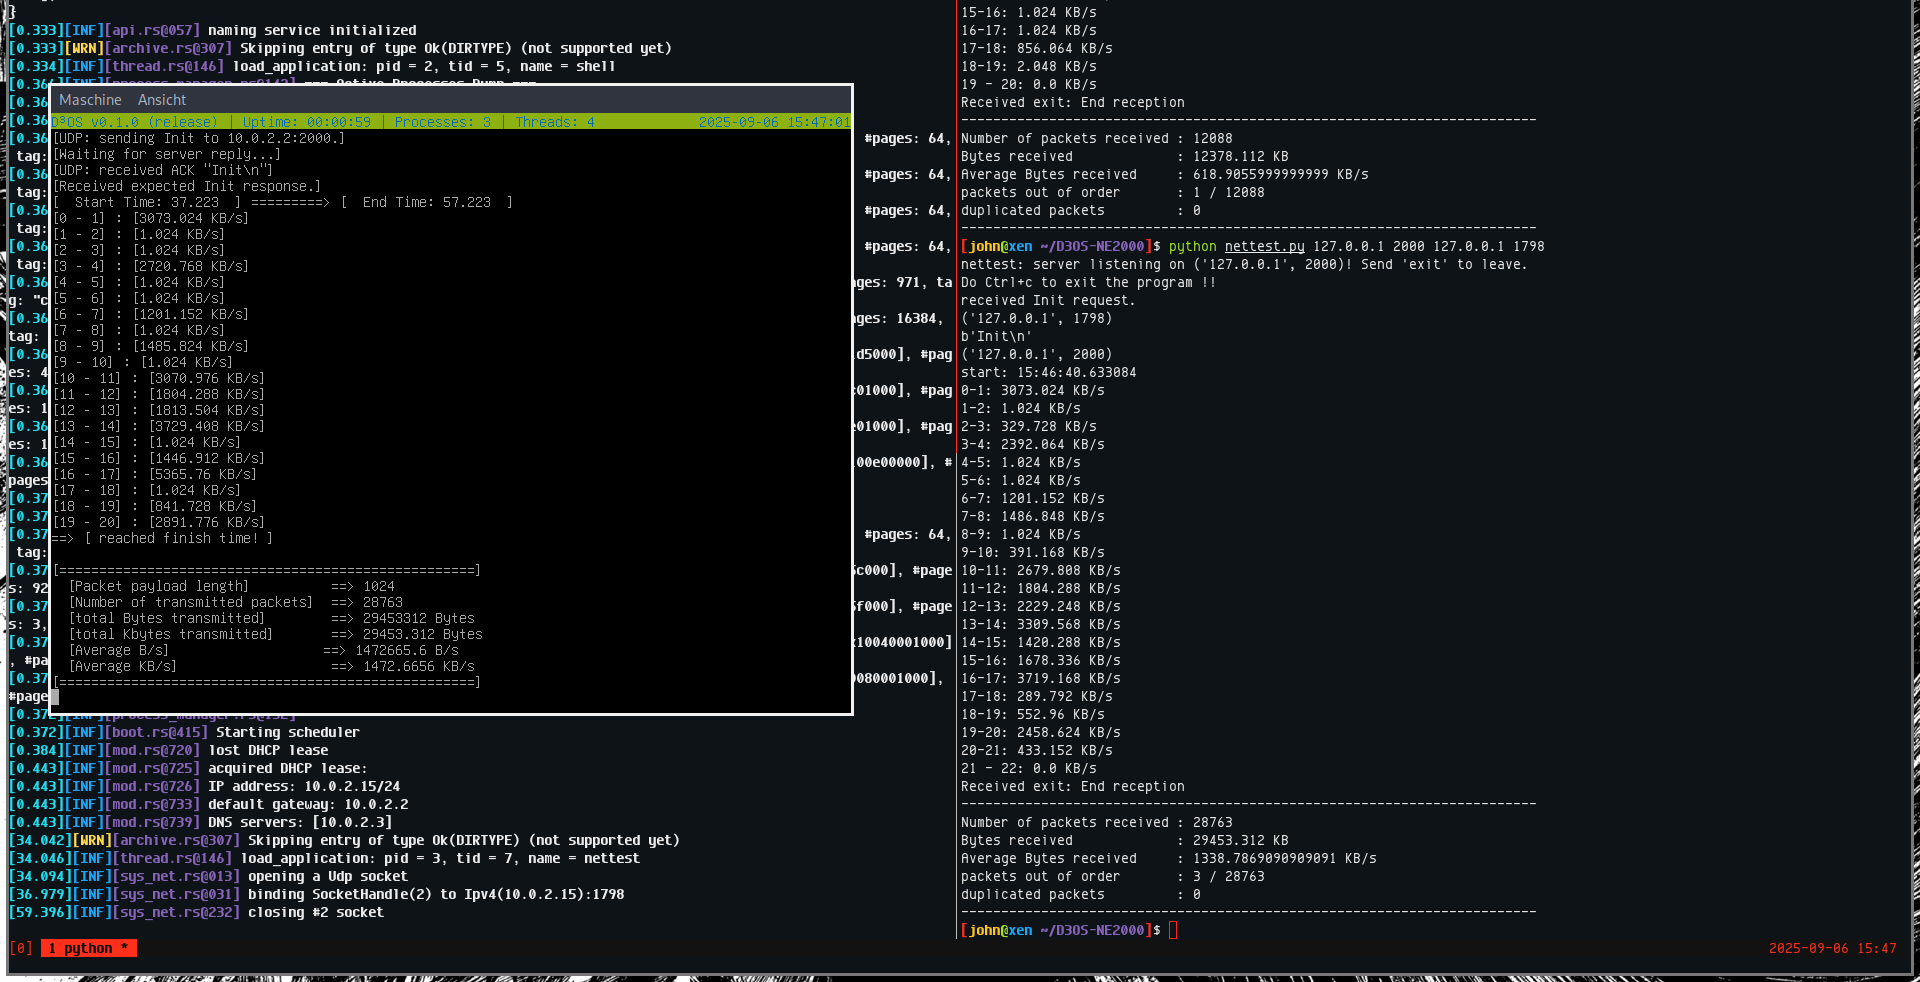 }
[0.333][INF][api.rs@057] naming service initialized
[0.333][WRN][archive.rs@307] Skipping entry of type Ok(DIRTYPE) (not supported yet)
[0.334][INF][thread.rs@146] load_application: pid = 2, tid = 5, name = shell
Maschine Ansicht
D³OS v0.1.0 (release) | Uptime: 00:00:59 | Processes: 3 | Threads: 4 2025-09-06 15:47:01
[UDP: sending Init to 10.0.2.2:2000.]
[Waiting for server reply...]
[UDP: received ACK "Init\n"]
[Received expected Init response.]
[  Start Time: 37.223  ] =========> [  End Time: 57.223  ]
[0 - 1] : [3073.024 KB/s]
[1 - 2] : [1.024 KB/s]
[2 - 3] : [1.024 KB/s]
[3 - 4] : [2720.768 KB/s]
[4 - 5] : [1.024 KB/s]
[5 - 6] : [1.024 KB/s]
[6 - 7] : [1201.152 KB/s]
[7 - 8] : [1.024 KB/s]
[8 - 9] : [1485.824 KB/s]
[9 - 10] : [1.024 KB/s]
[10 - 11] : [3070.976 KB/s]
[11 - 12] : [1804.288 KB/s]
[12 - 13] : [1813.504 KB/s]
[13 - 14] : [3729.408 KB/s]
[14 - 15] : [1.024 KB/s]
[15 - 16] : [1446.912 KB/s]
[16 - 17] : [5365.76 KB/s]
[17 - 18] : [1.024 KB/s]
[18 - 19] : [841.728 KB/s]
[19 - 20] : [2891.776 KB/s]
==> [ reached finish time! ]
[====================================================]
[Packet payload length] ==> 1024
[Number of transmitted packets] ==> 28763
[total Bytes transmitted] ==> 29453312 Bytes
[total Kbytes transmitted] ==> 29453.312 Bytes
[Average B/s] ==> 1472665.6 B/s
[Average KB/s] ==> 1472.6656 KB/s
[====================================================]
#pages: 64,
#pages: 64,
#pages: 64,
#pages: 64,
ages: 971, ta
ages: 16384,
d5000], #pag
c01000], #pag
e01000], #pag
00e00000], #
#pages: 64,
c000], #page
f000], #page
10040001000]
0080001000],
[0.372][INF][boot.rs@415] Starting scheduler
[0.384][INF][mod.rs@720] lost DHCP lease
[0.443][INF][mod.rs@725] acquired DHCP lease:
[0.443][INF][mod.rs@726] IP address: 10.0.2.15/24
[0.443][INF][mod.rs@733] default gateway: 10.0.2.2
[0.443][INF][mod.rs@739] DNS servers: [10.0.2.3]
[34.042][WRN][archive.rs@307] Skipping entry of type Ok(DIRTYPE) (not supported yet)
[34.046][INF][thread.rs@146] load_application: pid = 3, tid = 7, name = nettest
[34.094][INF][sys_net.rs@013] opening a Udp socket
[36.979][INF][sys_net.rs@031] binding SocketHandle(2) to Ipv4(10.0.2.15):1798
[59.396][INF][sys_net.rs@232] closing #2 socket
15-16: 1.024 KB/s
16-17: 1.024 KB/s
17-18: 856.064 KB/s
18-19: 2.048 KB/s
19 - 20: 0.0 KB/s
Received exit: End reception
------------------------------------------------------------------------
Number of packets received : 12088
Bytes received : 12378.112 KB
Average Bytes received : 618.9055999999999 KB/s
packets out of order : 1 / 12088
duplicated packets : 0
------------------------------------------------------------------------
[john@xen ~/D3OS-NE2000]$ python nettest.py 127.0.0.1 2000 127.0.0.1 1798
nettest: server listening on ('127.0.0.1', 2000)! Send 'exit' to leave.
Do Ctrl+c to exit the program !!
received Init request.
('127.0.0.1', 1798)
b'Init\n'
('127.0.0.1', 2000)
start: 15:46:40.633084
0-1: 3073.024 KB/s
1-2: 1.024 KB/s
2-3: 329.728 KB/s
3-4: 2392.064 KB/s
4-5: 1.024 KB/s
5-6: 1.024 KB/s
6-7: 1201.152 KB/s
7-8: 1486.848 KB/s
8-9: 1.024 KB/s
9-10: 391.168 KB/s
10-11: 2679.808 KB/s
11-12: 1804.288 KB/s
12-13: 2229.248 KB/s
13-14: 3309.568 KB/s
14-15: 1420.288 KB/s
15-16: 1678.336 KB/s
16-17: 3719.168 KB/s
17-18: 289.792 KB/s
18-19: 552.96 KB/s
19-20: 2458.624 KB/s
20-21: 433.152 KB/s
21 - 22: 0.0 KB/s
Received exit: End reception
------------------------------------------------------------------------
Number of packets received : 28763
Bytes received : 29453.312 KB
Average Bytes received : 1338.7869090909091 KB/s
packets out of order : 3 / 28763
duplicated packets : 0
------------------------------------------------------------------------
[john@xen ~/D3OS-NE2000]$
[0] 1 python * 2025-09-06 15:47